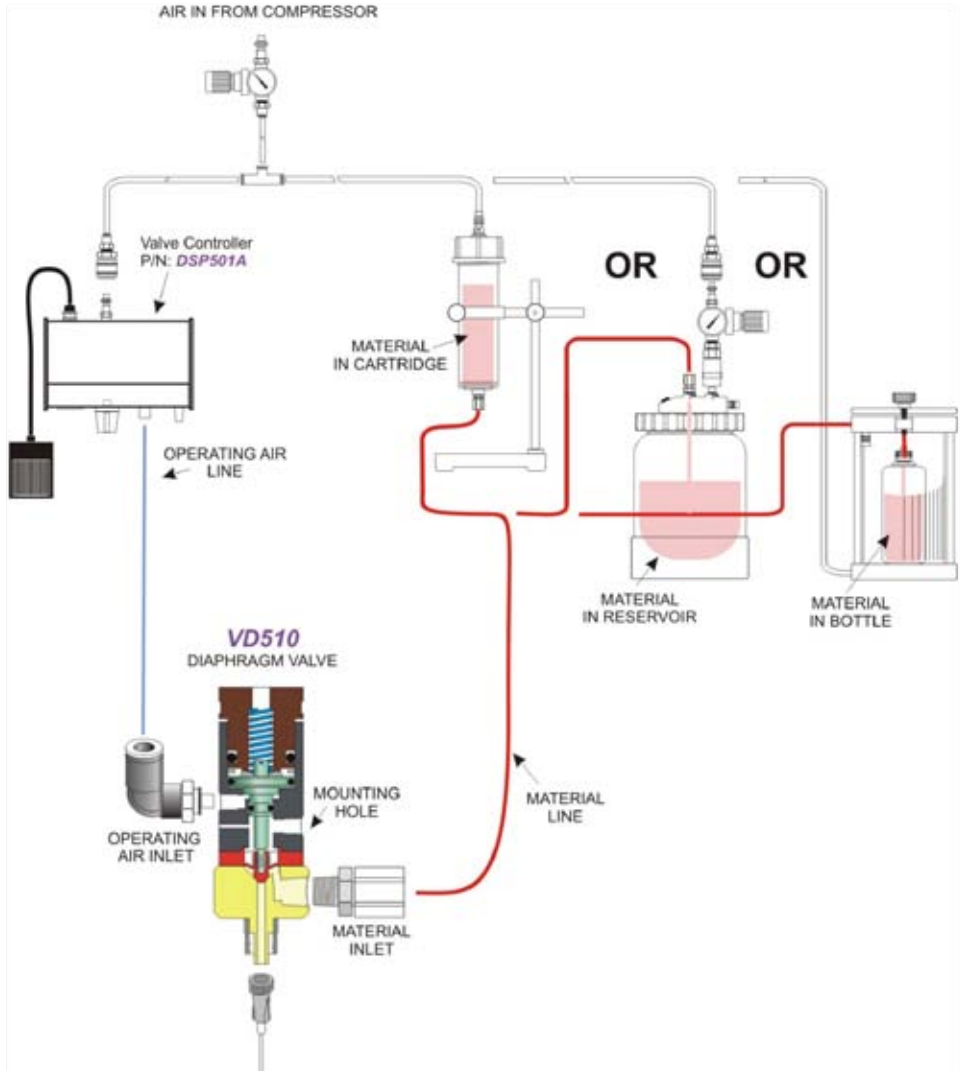 AIR IN FROM COMPRESSOR
Valve Controller
P/N: DSP501A
OR
OR
MATERIAL
IN CARTRIDGE
OPERATING AIR
LINE
MATERIAL
IN RESERVOIR
MATERIAL
IN BOTTLE
VD510
DIAPHRAGM VALVE
MOUNTING
HOLE
MATERIAL
LINE
OPERATING
AIR INLET
MATERIAL
INLET